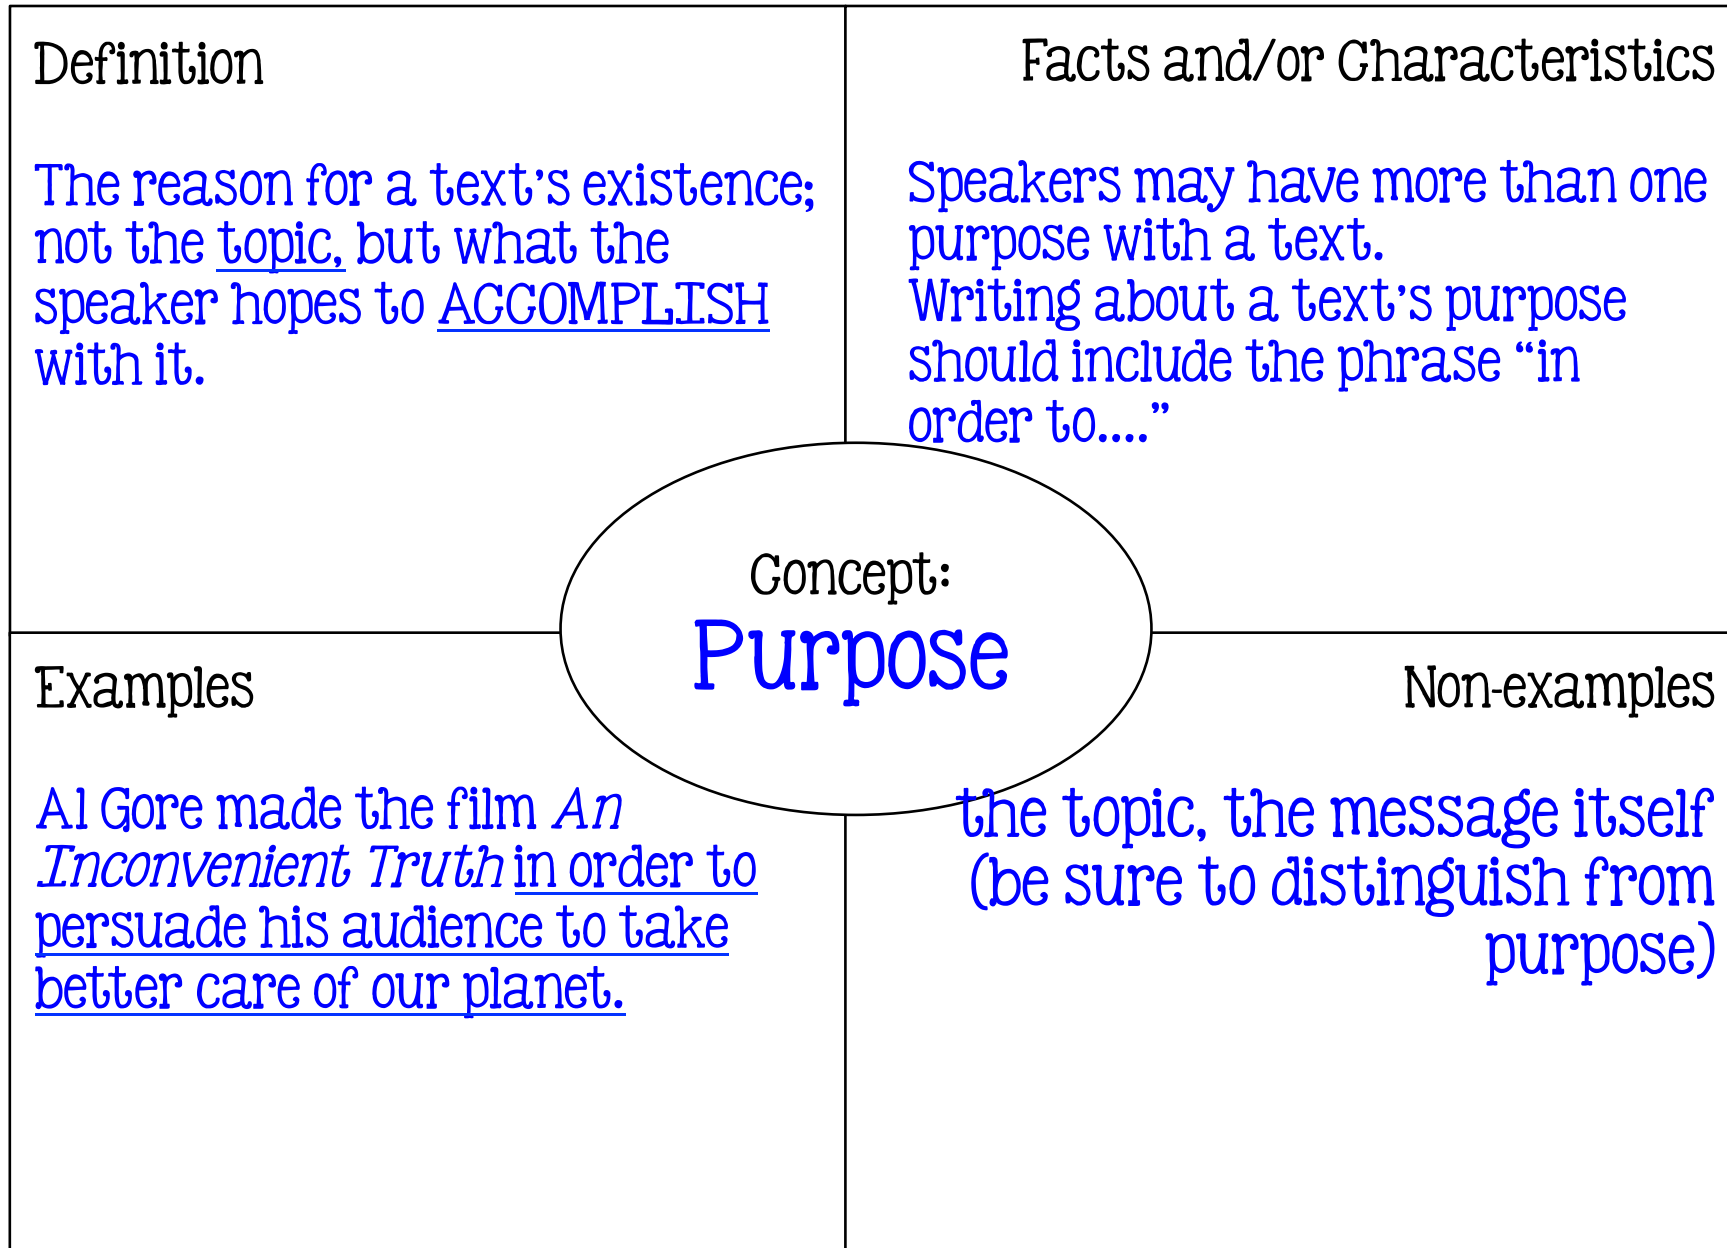 Definition
The reason for a text's existence;
not the topic, but what the
speaker hopes to ACCOMPLISH
with it.
Facts and/or Characteristics
Speakers may have more than one
purpose with a text.
Writing about a text's purpose
should include the phrase “in
order to....”
Concept:
Purpose
Examples
Al Gore made the film An
Inconvenient Truth in order to
persuade his audience to take
better care of our planet.
Non-examples
the topic, the message itself
(be sure to distinguish from
purpose)